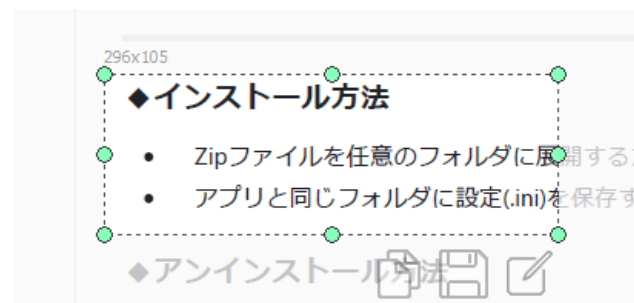 296x105
◆インストール方法
• Zipファイルを任意のフォルダに展開する
• アプリと同じフォルダに設定(.ini)を保存す
◆アンインストール方法